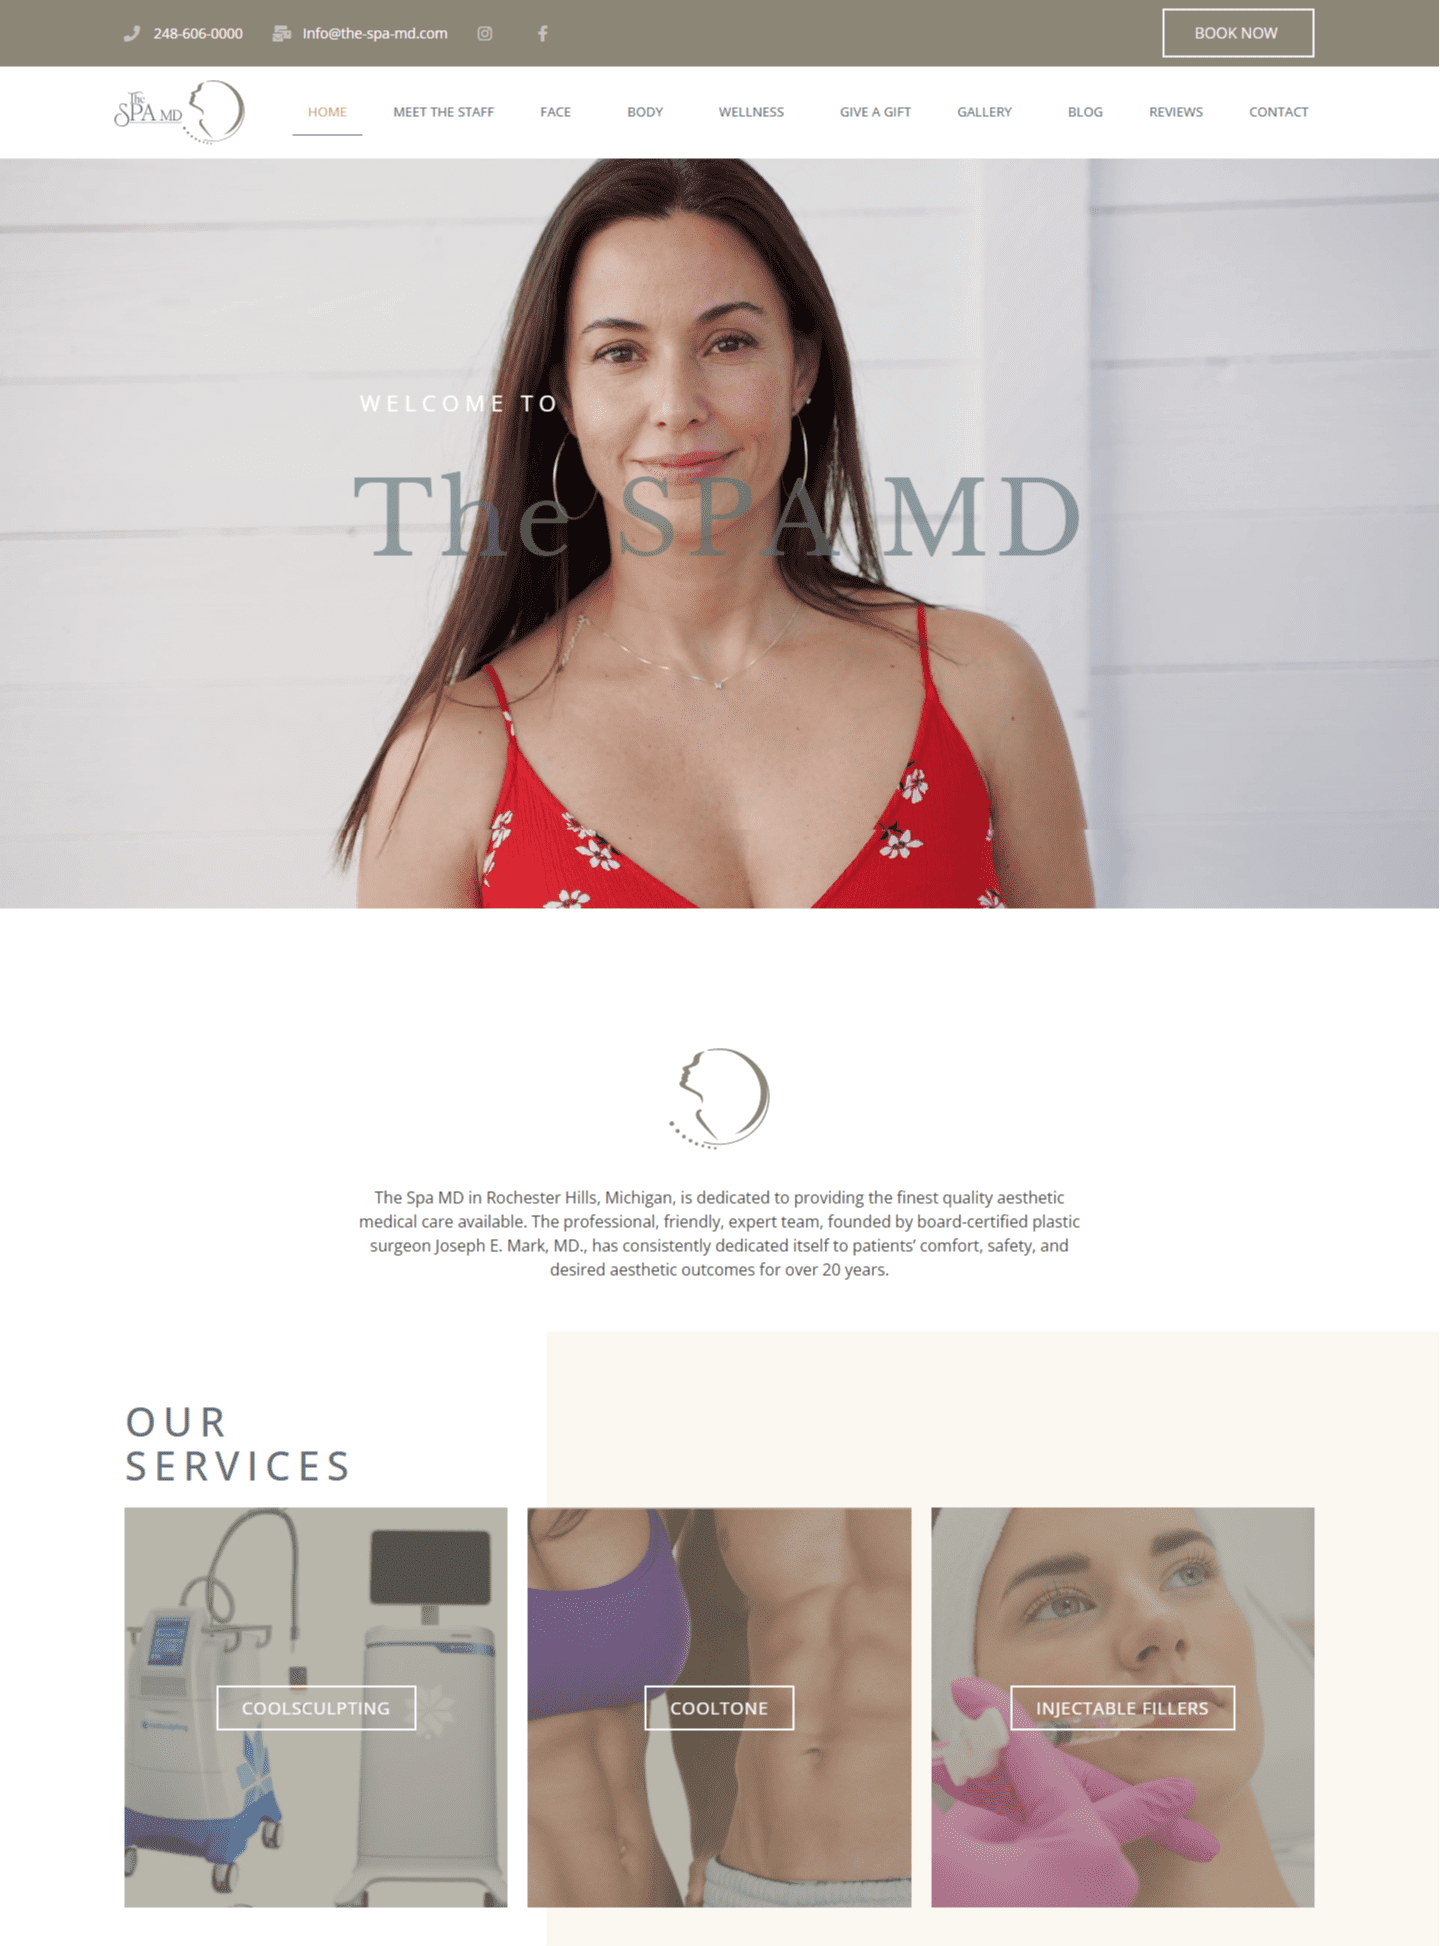 248-606-0000
Info@the-spa-md.com
BOOK NOW
The
SPA MD
HOME
MEET THE STAFF
FACE
BODY
WELLNESS
GIVE A GIFT
GALLERY
BLOG
REVIEWS
CONTACT
WELCOME TO
The SPA MD
The Spa MD in Rochester Hills, Michigan, is dedicated to providing the finest quality aesthetic
medical care available. The professional, friendly, expert team, founded by board-certified plastic
surgeon Joseph E. Mark, MD., has consistently dedicated itself to patients’ comfort, safety, and
desired aesthetic outcomes for over 20 years.
OUR
SERVICES
COOLSCULPTING
COOLTONE
INJECTABLE FILLERS